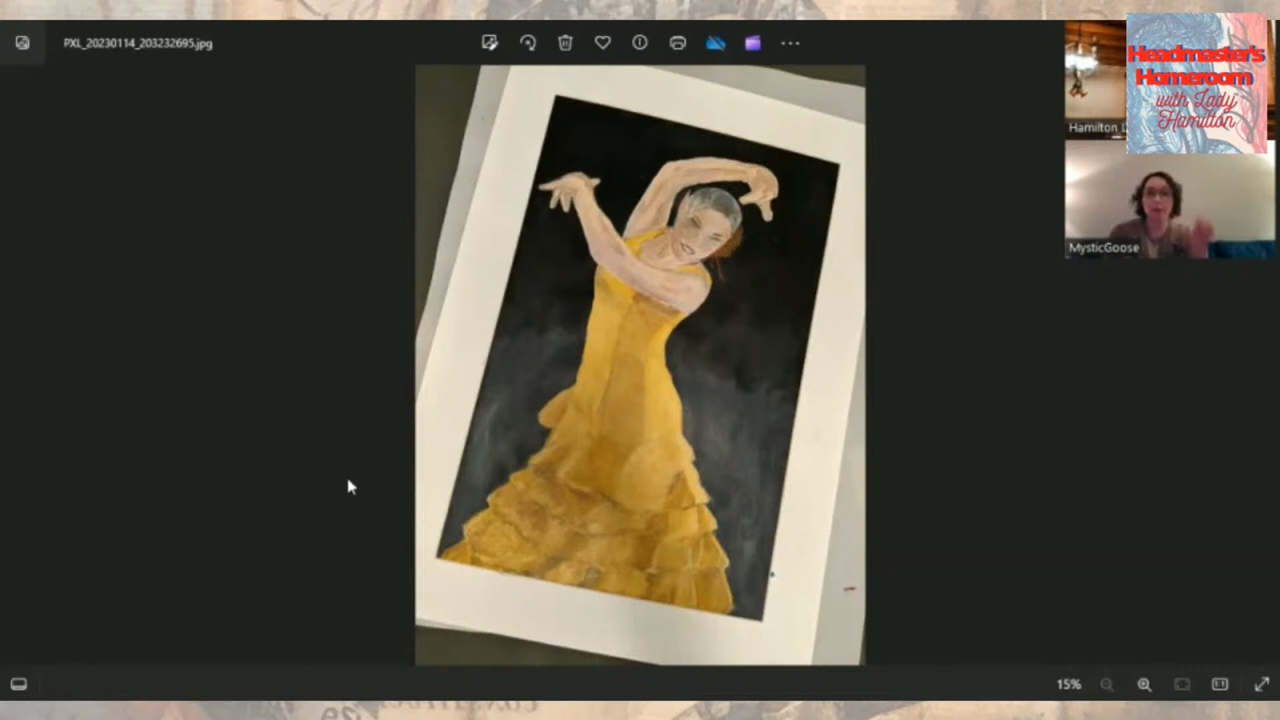 PXL_20230114_203232695.jpg
Headmaster's
Homeroom
with Lady
Hamilton
Hamilton
MysticGoose
15%